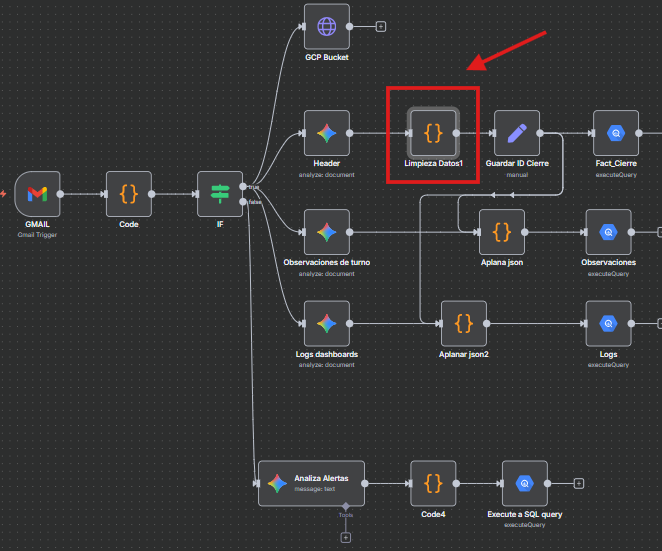 GCP Bucket
Header
analyze: document
{}
Limpieza Datos1
Guardar ID Cierre
manual
Fact_Cierre
executeQuery
GMAIL
Gmail Trigger
{}
Code
IF
true
false
Observaciones de turno
analyze: document
{}
Aplana json
Observaciones
executeQuery
Logs dashboards
analyze: document
{}
Aplanar json2
Logs
executeQuery
Analiza Alertas
message: text
Tools
{}
Code4
Execute a SQL query
executeQuery